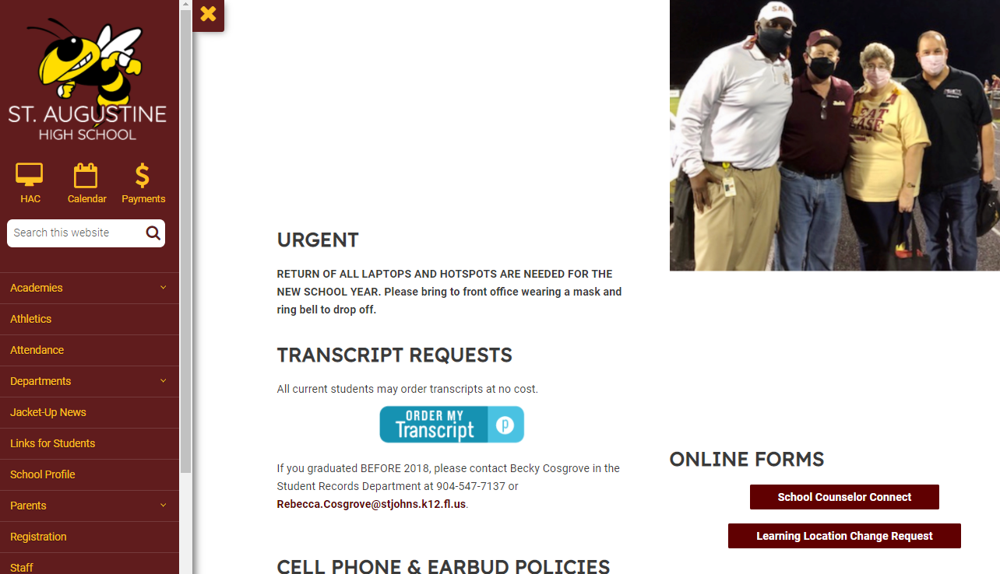 ST. AUGUSTINE
HIGH SCHOOL
HAC
Calendar
Payments
Search this website
Academies
Athletics
Attendance
Departments
Jacket-Up News
Links for Students
School Profile
Parents
Registration
Staff
URGENT
RETURN OF ALL LAPTOPS AND HOTSPOTS ARE NEEDED FOR THE
NEW SCHOOL YEAR. Please bring to front office wearing a mask and
ring bell to drop off.
TRANSCRIPT REQUESTS
All current students may order transcripts at no cost.
ORDER MY
Transcript
p
If you graduated BEFORE 2018, please contact Becky Cosgrove in the
Student Records Department at 904-547-7137 or
Rebecca.Cosgrove@stjohns.k12.fl.us.
CELL PHONE & EARBUD POLICIES
ONLINE FORMS
School Counselor Connect
Learning Location Change Request